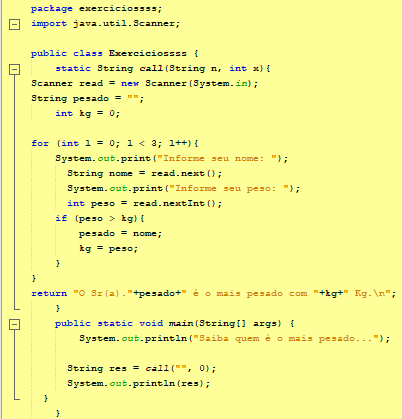 package exerciciossss;
import java.util.Scanner;
public class Exerciciossss {
static String call(String n, int x){
Scanner read = new Scanner(System.in);
String pesado = "";
int kg = 0;
for (int l = 0; l < 3; l++){
System.out.print("Informe seu nome: ");
String nome = read.next();
System.out.print("Informe seu peso: ");
int peso = read.nextInt();
if (peso > kg){
pesado = nome;
kg = peso;
}
}
return "O Sr(a)."+pesado+" é o mais pesado com "+kg+" Kg.\n";
}
public static void main(String[] args) {
System.out.println("Saiba quem é o mais pesado...");
String res = call("", 0);
System.out.println(res);
}
}